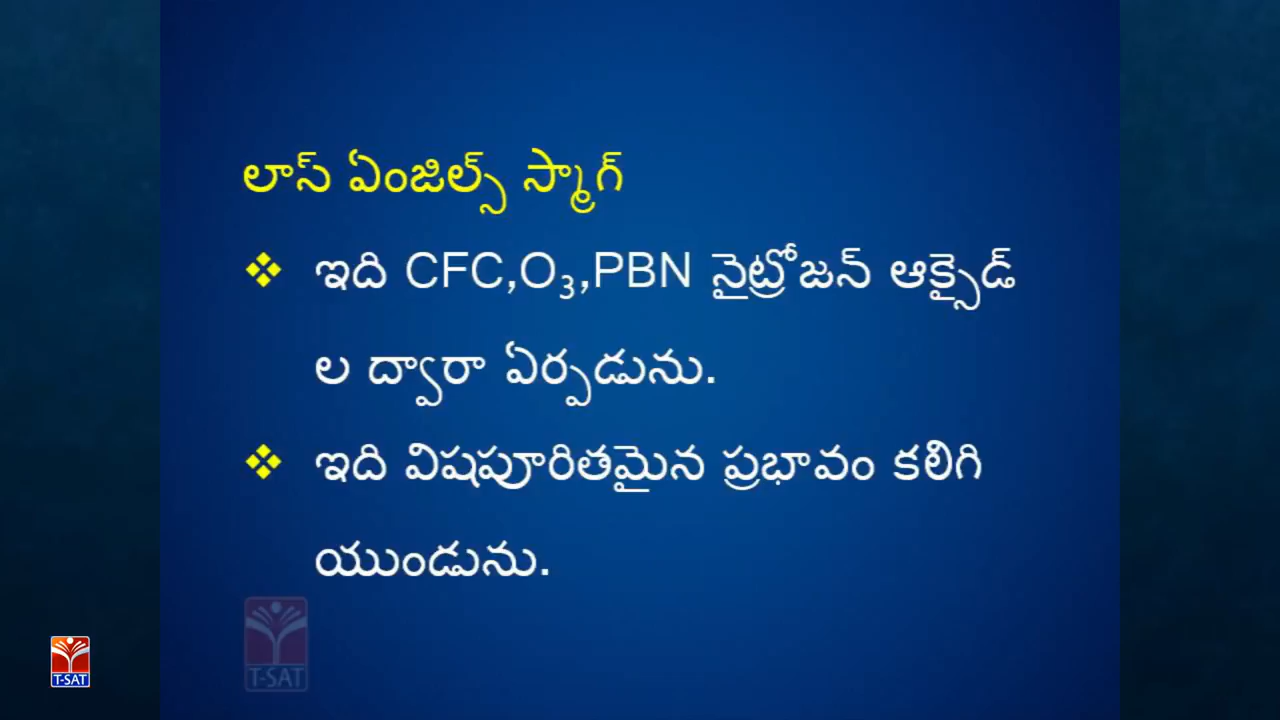 లాస్ ఏంజిల్స్ స్మాగ్
❖ ఇది CFC,O₃,PBN నైట్రోజన్ ఆక్సైడ్
ల ద్వారా ఏర్పడును.
❖ ఇది విషపూరితమైన ప్రభావం కలిగి
యుండును.
T-SAT
T-SAT